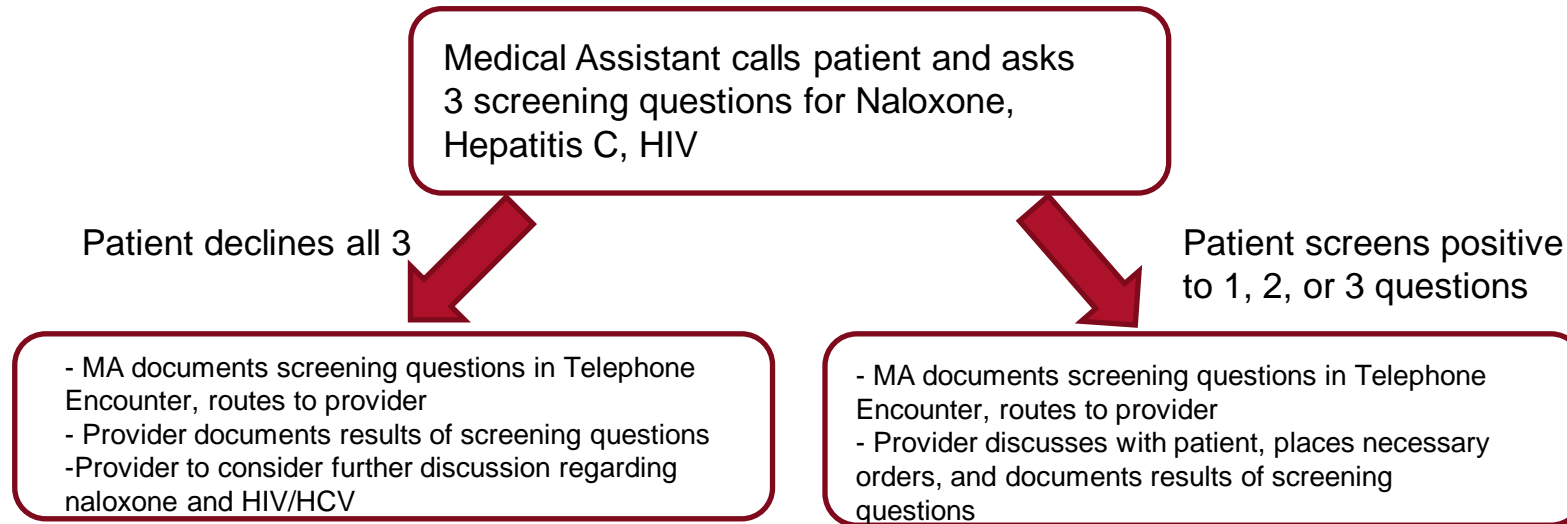 Medical Assistant calls patient and asks
3 screening questions for Naloxone,
Hepatitis C, HIV
Patient declines all 3
Patient screens positive
to 1, 2, or 3 questions
- MA documents screening questions in Telephone
Encounter, routes to provider
- Provider documents results of screening questions
-Provider to consider further discussion regarding
naloxone and HIV/HCV
- MA documents screening questions in Telephone
Encounter, routes to provider
- Provider discusses with patient, places necessary
orders, and documents results of screening
questions